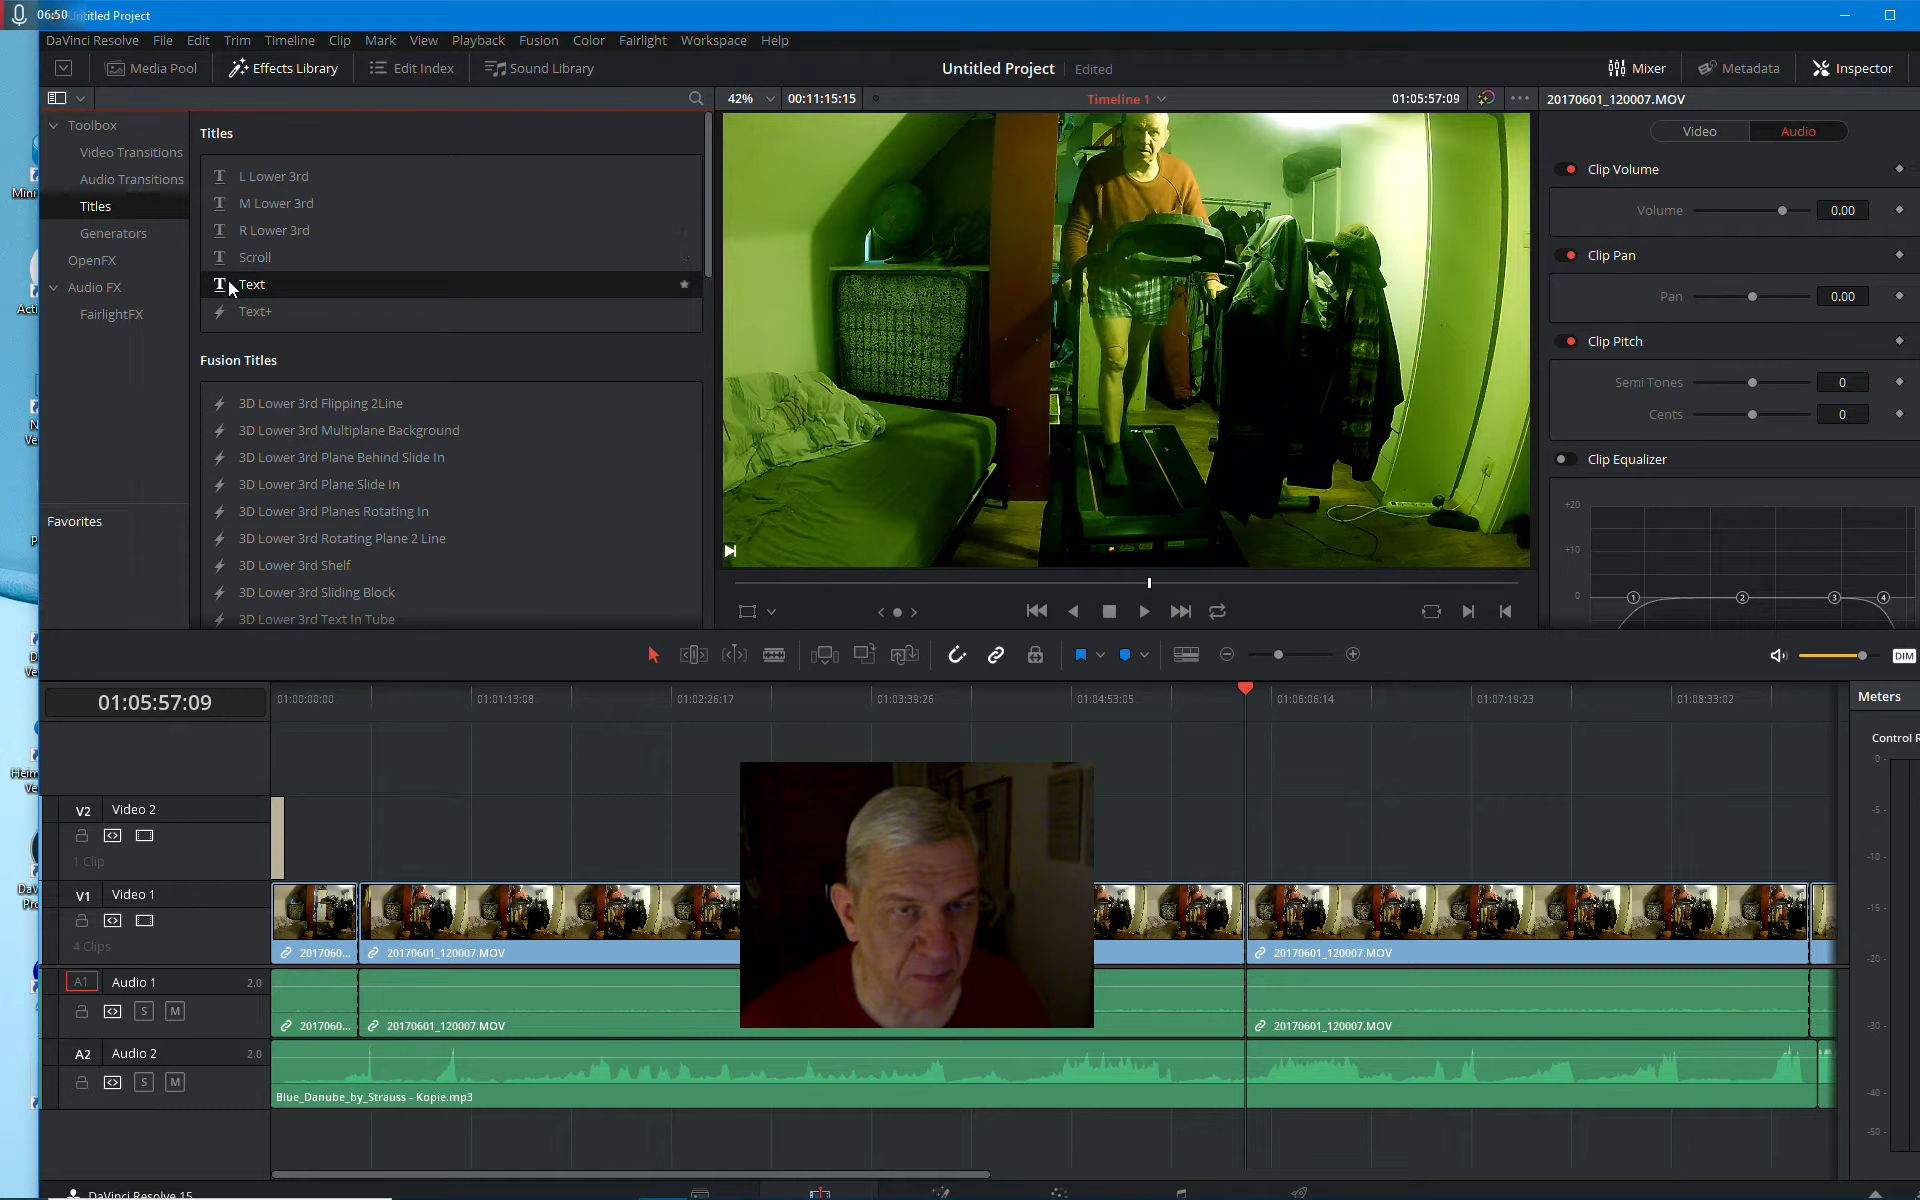 06:50 Untitled Project
DaVinci Resolve File Edit Trim Timeline Clip Mark View Playback Fusion Color Fairlight Workspace Help
Media Pool Effects Library Edit Index Sound Library Untitled Project Edited Mixer Metadata Inspector
42% 00:11:15:15 Timeline 1 01:05:57:09 20170601_120007.MOV
Toolbox
Video Transitions
Audio Transitions
Titles
Generators
OpenFX
Audio FX
FairlightFX
Favorites
Titles
L Lower 3rd
M Lower 3rd
R Lower 3rd
Scroll
Text
Text+
Fusion Titles
3D Lower 3rd Flipping 2Line
3D Lower 3rd Multiplane Background
3D Lower 3rd Plane Behind Slide In
3D Lower 3rd Plane Slide In
3D Lower 3rd Planes Rotating In
3D Lower 3rd Rotating Plane 2 Line
3D Lower 3rd Shelf
3D Lower 3rd Sliding Block
3D Lower 3rd Text In Tube
Video Audio
Clip Volume
Volume 0.00
Clip Pan
Pan 0.00
Clip Pitch
Semi Tones 0
Cents 0
Clip Equalizer
+20
+10
0
1 2 3 4
DIM
01:05:57:09 01:00:00:00 01:01:13:08 01:02:26:17 01:03:39:26 01:04:53:05 01:06:06:14 01:07:19:23 01:08:33:02
Meters
Control R
0
-5
-10
-15
-20
-30
-40
-50
V2 Video 2
1 Clip
V1 Video 1
4 Clips
2017060... 20170601_120007.MOV 20170601_120007.MOV
A1 Audio 1 2.0
S M
2017060... 20170601_120007.MOV 20170601_120007.MOV
A2 Audio 2 2.0
S M
Blue_Danube_by_Strauss - Kopie.mp3
DaVinci Resolve 15